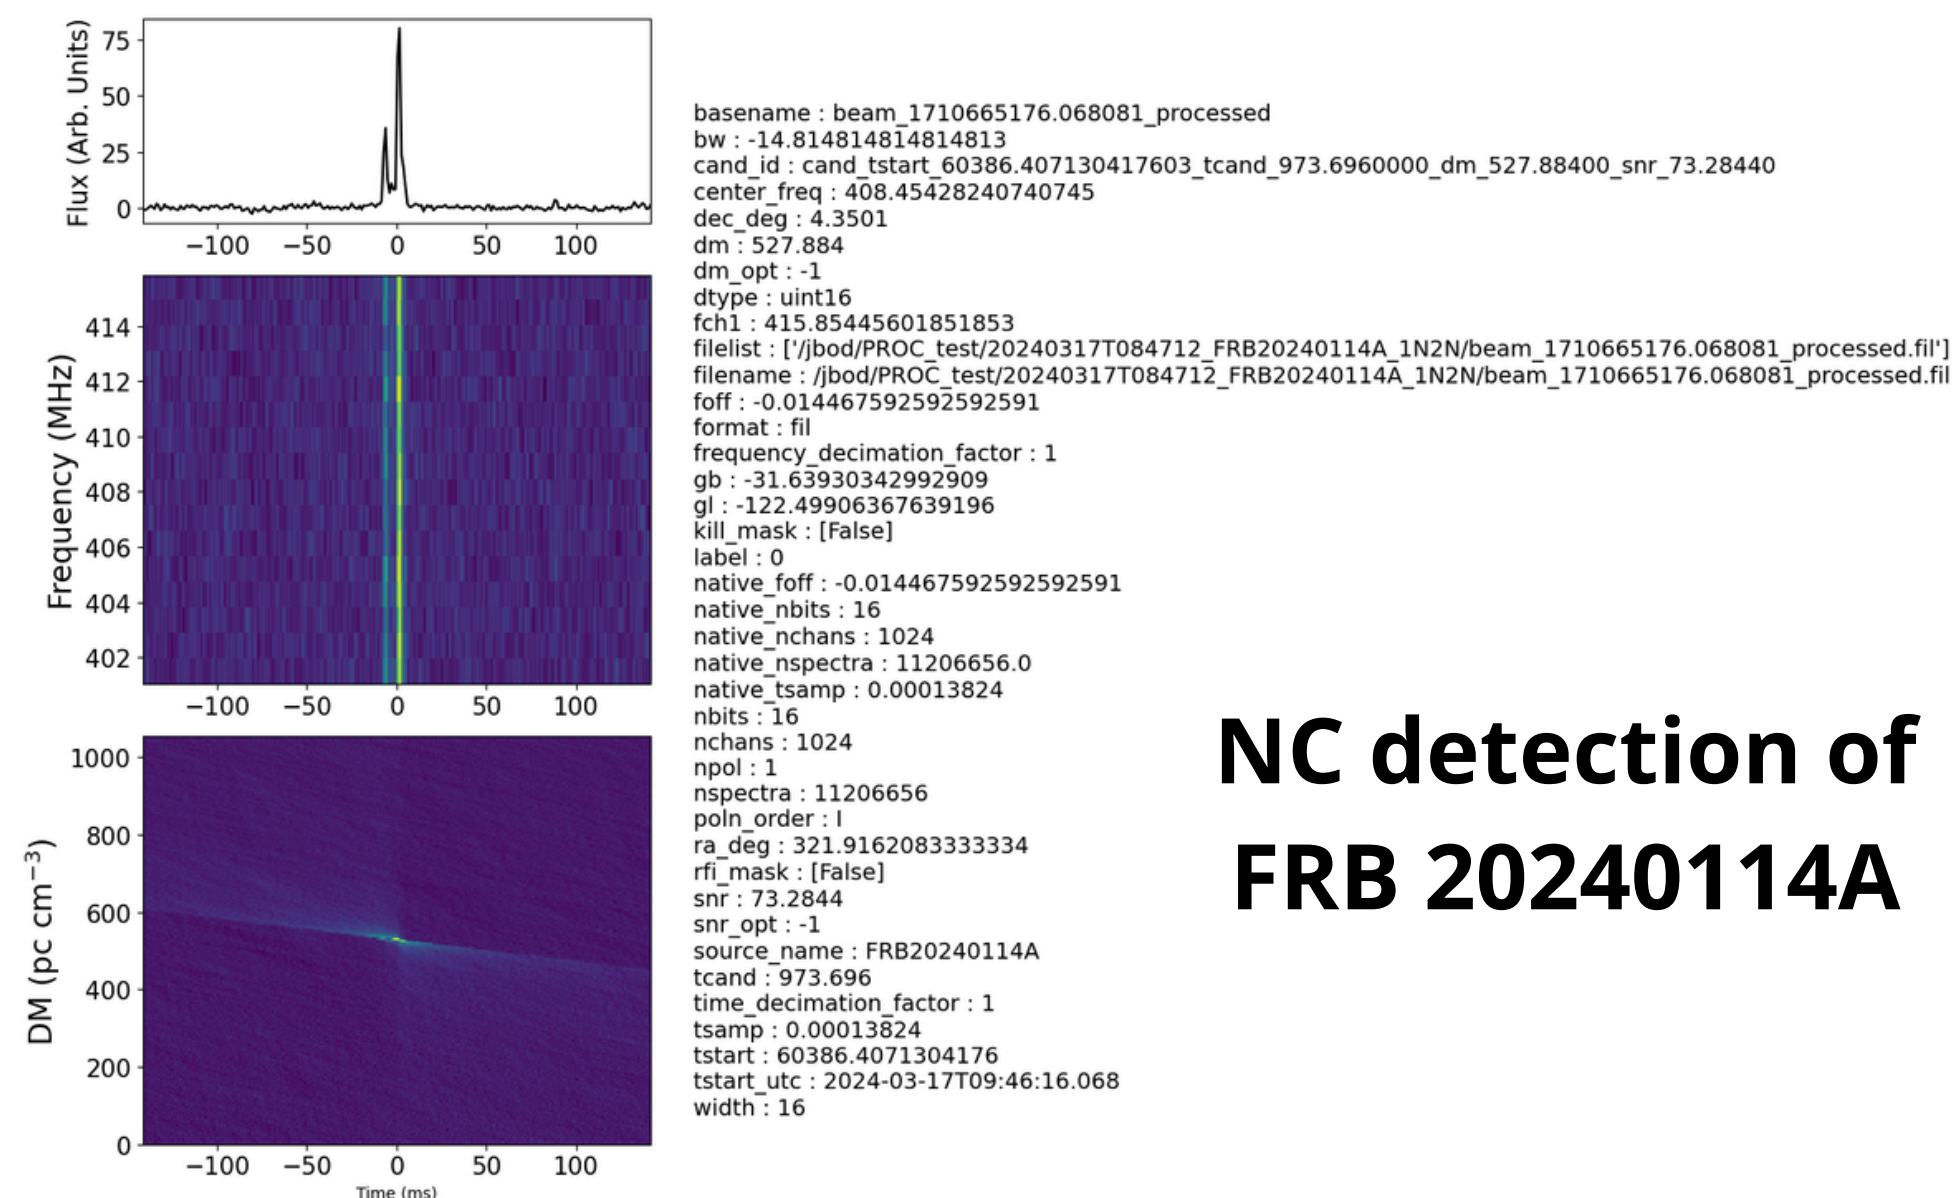 Flux (Arb. Units)
75
50
25
0
−100 −50 0 50 100
Frequency (MHz)
414
412
410
408
406
404
402
−100 −50 0 50 100
DM (pc cm⁻³)
1000
800
600
400
200
0
−100 −50 0 50 100
Time (ms)
basename : beam_1710665176.068081_processed
bw : -14.814814814814813
cand_id : cand_tstart_60386.407130417603_tcand_973.6960000_dm_527.88400_snr_73.28440
center_freq : 408.45428240740745
dec_deg : 4.3501
dm : 527.884
dm_opt : -1
dtype : uint16
fch1 : 415.85445601851853
filelist : ['/jbod/PROC_test/20240317T084712_FRB20240114A_1N2N/beam_1710665176.068081_processed.fil']
filename : /jbod/PROC_test/20240317T084712_FRB20240114A_1N2N/beam_1710665176.068081_processed.fil
foff : -0.014467592592592591
format : fil
frequency_decimation_factor : 1
gb : -31.63930342992909
gl : -122.49906367639196
kill_mask : [False]
label : 0
native_foff : -0.014467592592592591
native_nbits : 16
native_nchans : 1024
native_nspectra : 11206656.0
native_tsamp : 0.00013824
nbits : 16
nchans : 1024
npol : 1
nspectra : 11206656
poln_order : I
ra_deg : 321.9162083333334
rfi_mask : [False]
snr : 73.2844
snr_opt : -1
source_name : FRB20240114A
tcand : 973.696
time_decimation_factor : 1
tsamp : 0.00013824
tstart : 60386.4071304176
tstart_utc : 2024-03-17T09:46:16.068
width : 16
NC detection of
FRB 20240114A